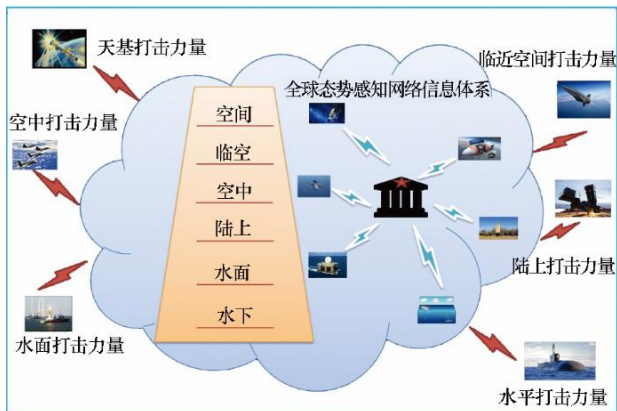 天基打击力量
临近空间打击力量
全球态势感知网络信息体系
空间
空中打击力量
临空
空中
陆上
陆上打击力量
水面
水下
水面打击力量
水平打击力量